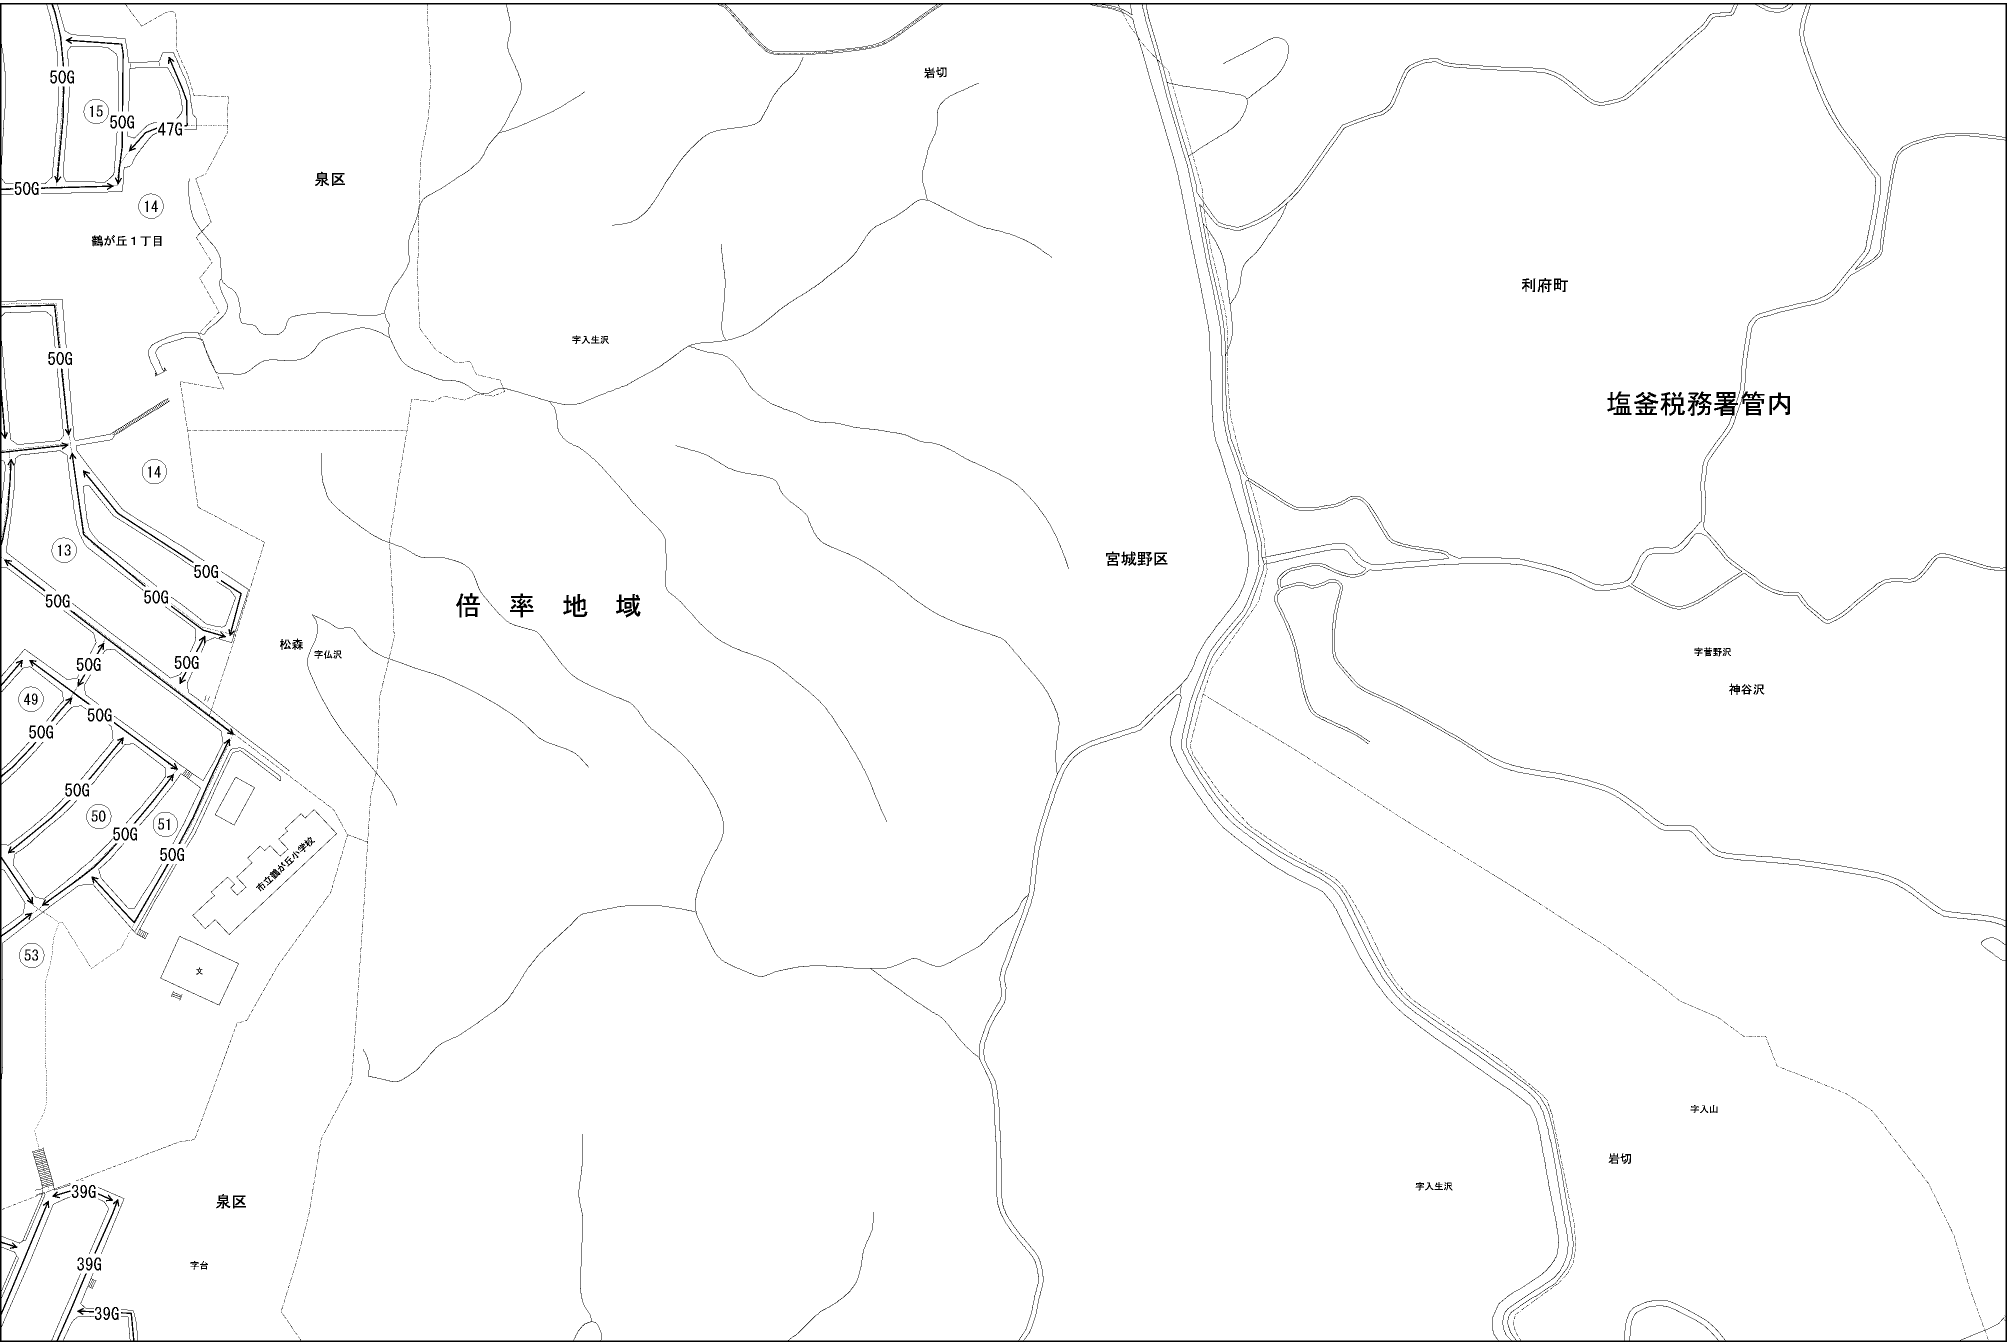 岩切
50G
15
50G
47G
泉区
50G
14
鶴が丘1丁目
利府町
字入生沢
50G
塩釜税務署管内
14
13
50G
宮城野区
50G
50G
倍率地域
松森
字仏沢
字菅野沢
50G
50G
神谷沢
49
50G
50G
50G
50
51
50G
50G
市立鶴が丘小学校
53
文
字入山
岩切
字入生沢
39G
泉区
39G
字台
39G